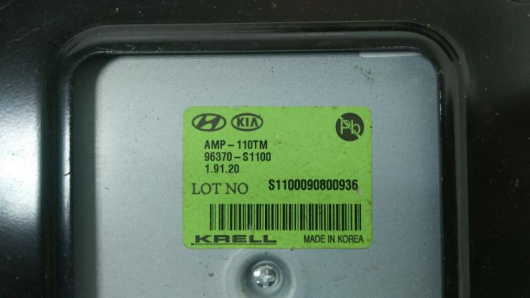 HYUNDAI KIA Pb
AMP-110TM
96370-S1100
1.91.20
LOT NO S1100090800936
KRELL MADE IN KOREA